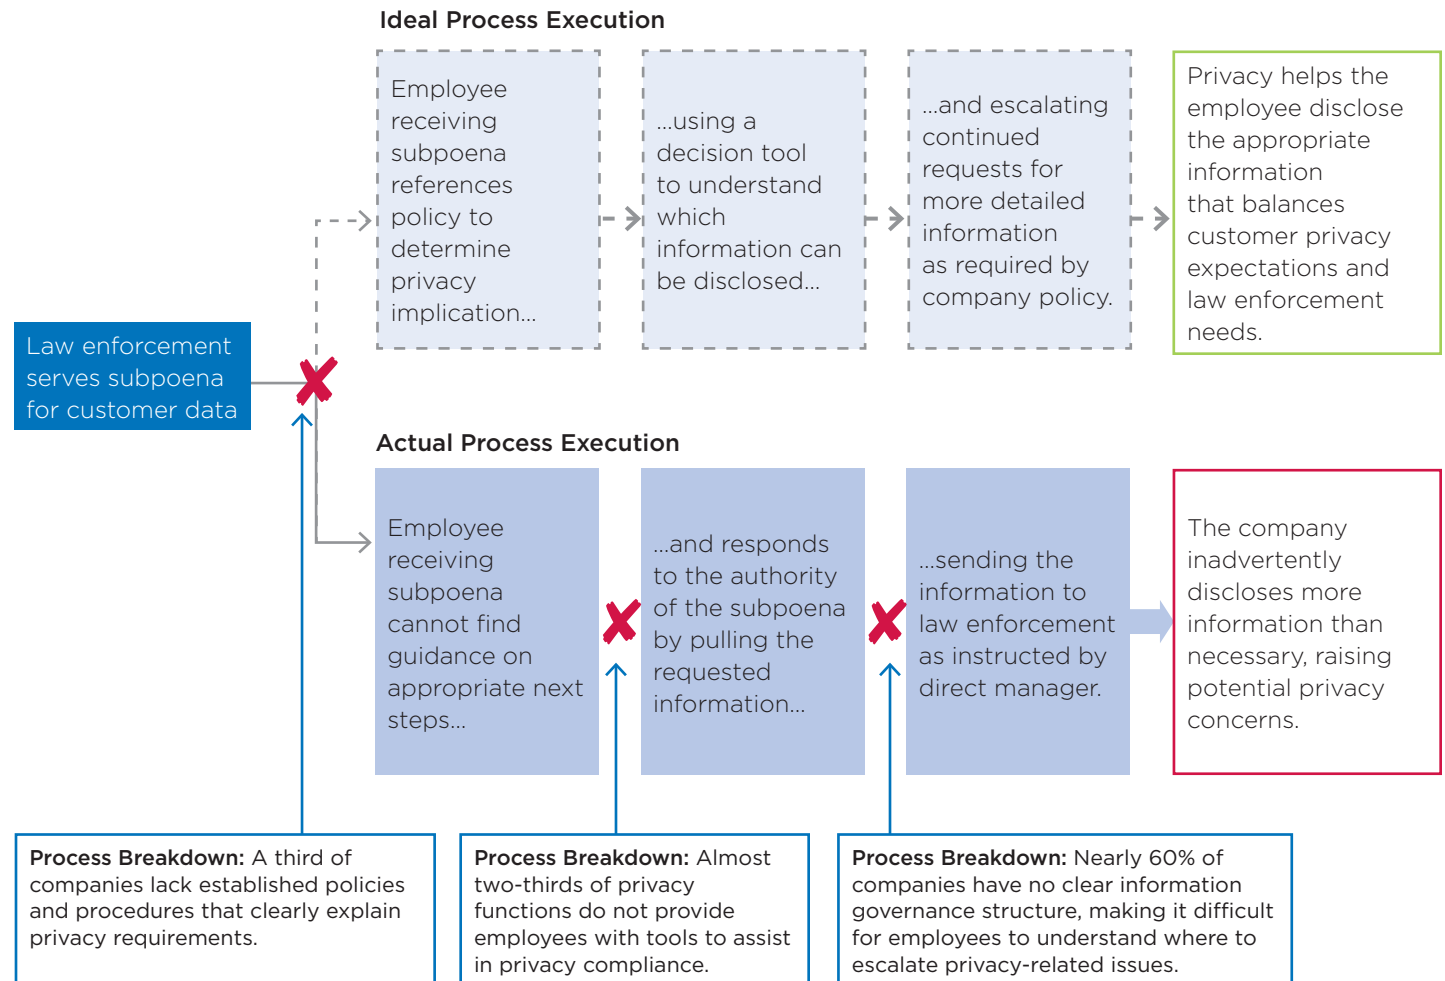 Ideal Process Execution
Employee
receiving
subpoena
references
policy to
determine
privacy
implication…
…using a
decision tool
to understand
which
information can
be disclosed…
…and escalating
continued
requests for
more detailed
information
as required by
company policy.
Privacy helps the
employee disclose
the appropriate
information
that balances
customer privacy
expectations and
law enforcement
needs.
Law enforcement
serves subpoena
for customer data
Actual Process Execution
Employee
receiving
subpoena
cannot find
guidance on
appropriate next
steps…
…and responds
to the authority
of the subpoena
by pulling the
requested
information…
…sending the
information to
law enforcement
as instructed by
direct manager.
The company
inadvertently
discloses more
information than
necessary, raising
potential privacy
concerns.
Process Breakdown: A third of
companies lack established policies
and procedures that clearly explain
privacy requirements.
Process Breakdown: Almost
two-thirds of privacy
functions do not provide
employees with tools to assist
in privacy compliance.
Process Breakdown: Nearly 60% of
companies have no clear information
governance structure, making it difficult
for employees to understand where to
escalate privacy-related issues.